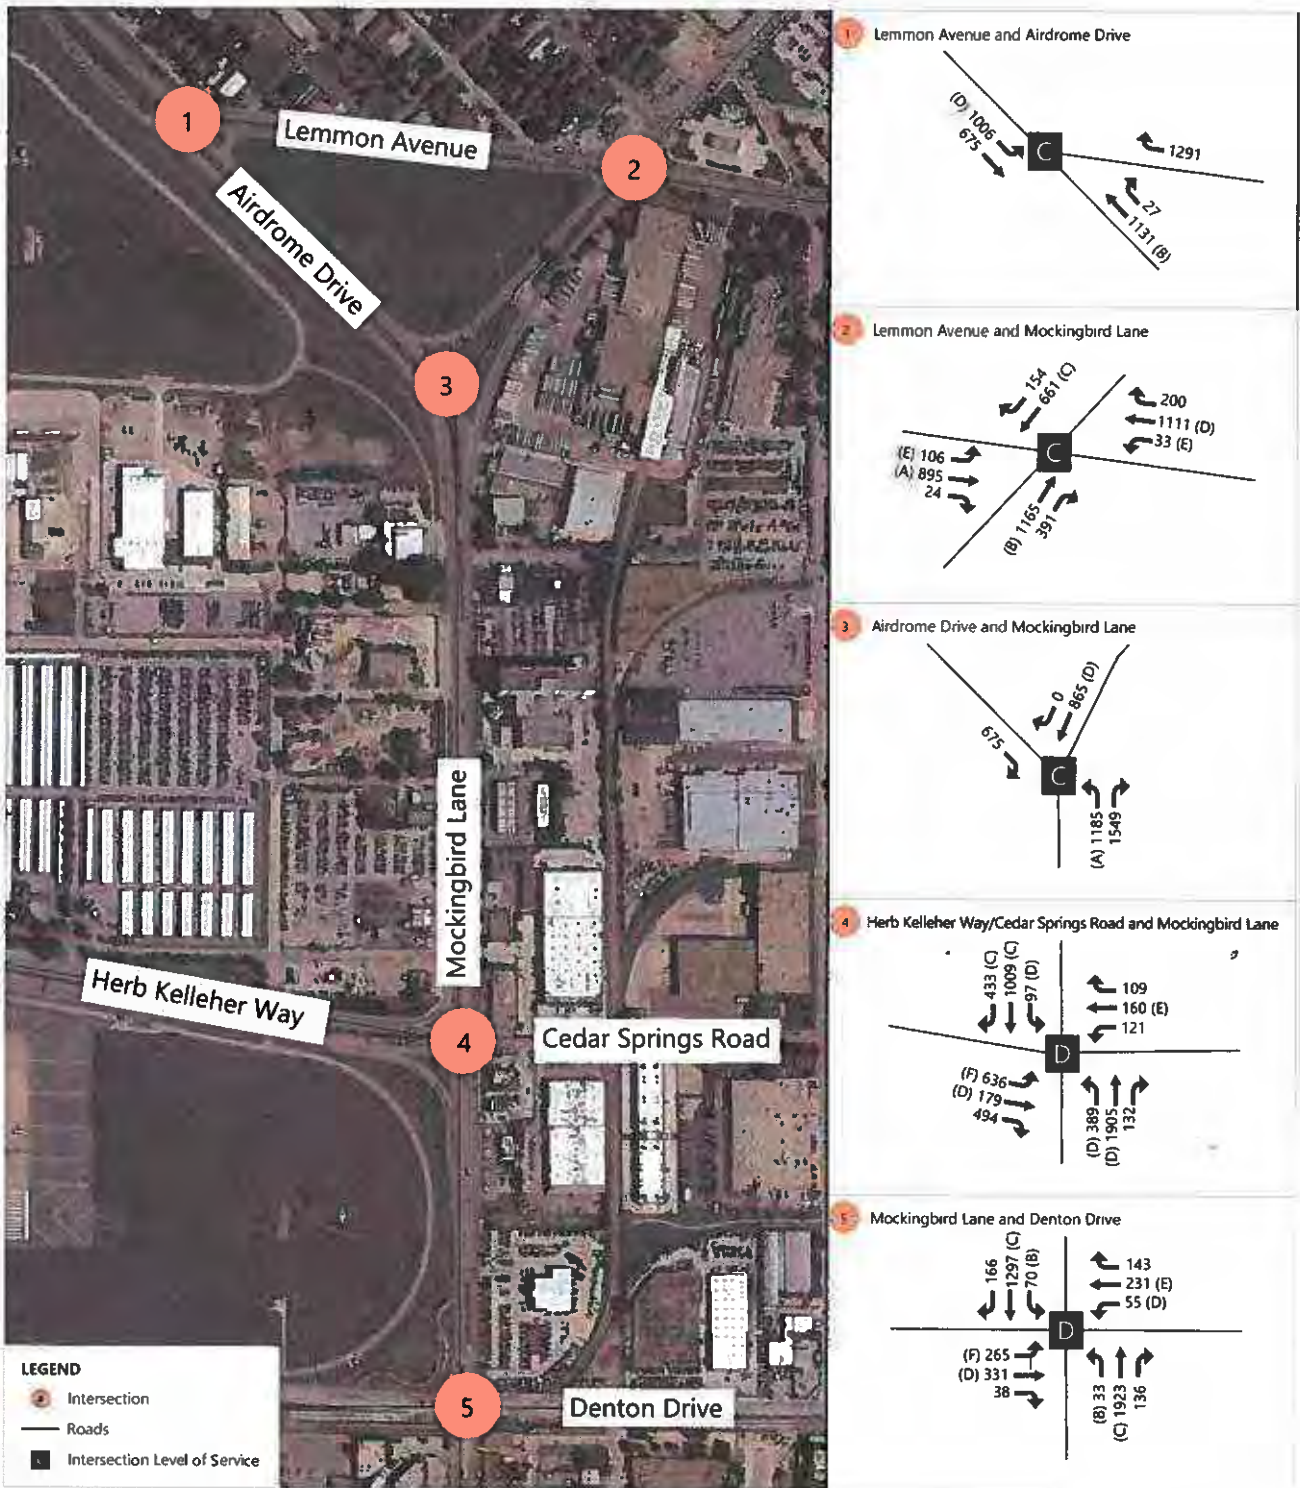 1
Lemmon Avenue
2
Airdrome Drive
3
Mockingbird Lane
Herb Kelleher Way
4
Cedar Springs Road
5
Denton Drive
LEGEND
Intersection
Roads
Intersection Level of Service
1 Lemmon Avenue and Airdrome Drive
(D) 1006
675
C
1291
27
1131 (B)
2 Lemmon Avenue and Mockingbird Lane
154
661 (C)
200
1111 (D)
33 (E)
C
(E) 106
(A) 895
24
(B) 1165
391
3 Airdrome Drive and Mockingbird Lane
0
865 (D)
675
C
(A) 1185
1549
4 Herb Kelleher Way/Cedar Springs Road and Mockingbird Lane
433 (C)
1009 (C)
97 (D)
109
160 (E)
121
D
(F) 636
(D) 179
494
(D) 389
(D) 1905
132
5 Mockingbird Lane and Denton Drive
166
1297 (C)
70 (B)
143
231 (E)
55 (D)
D
(F) 265
(D) 331
38
(B) 33
(C) 1923
136